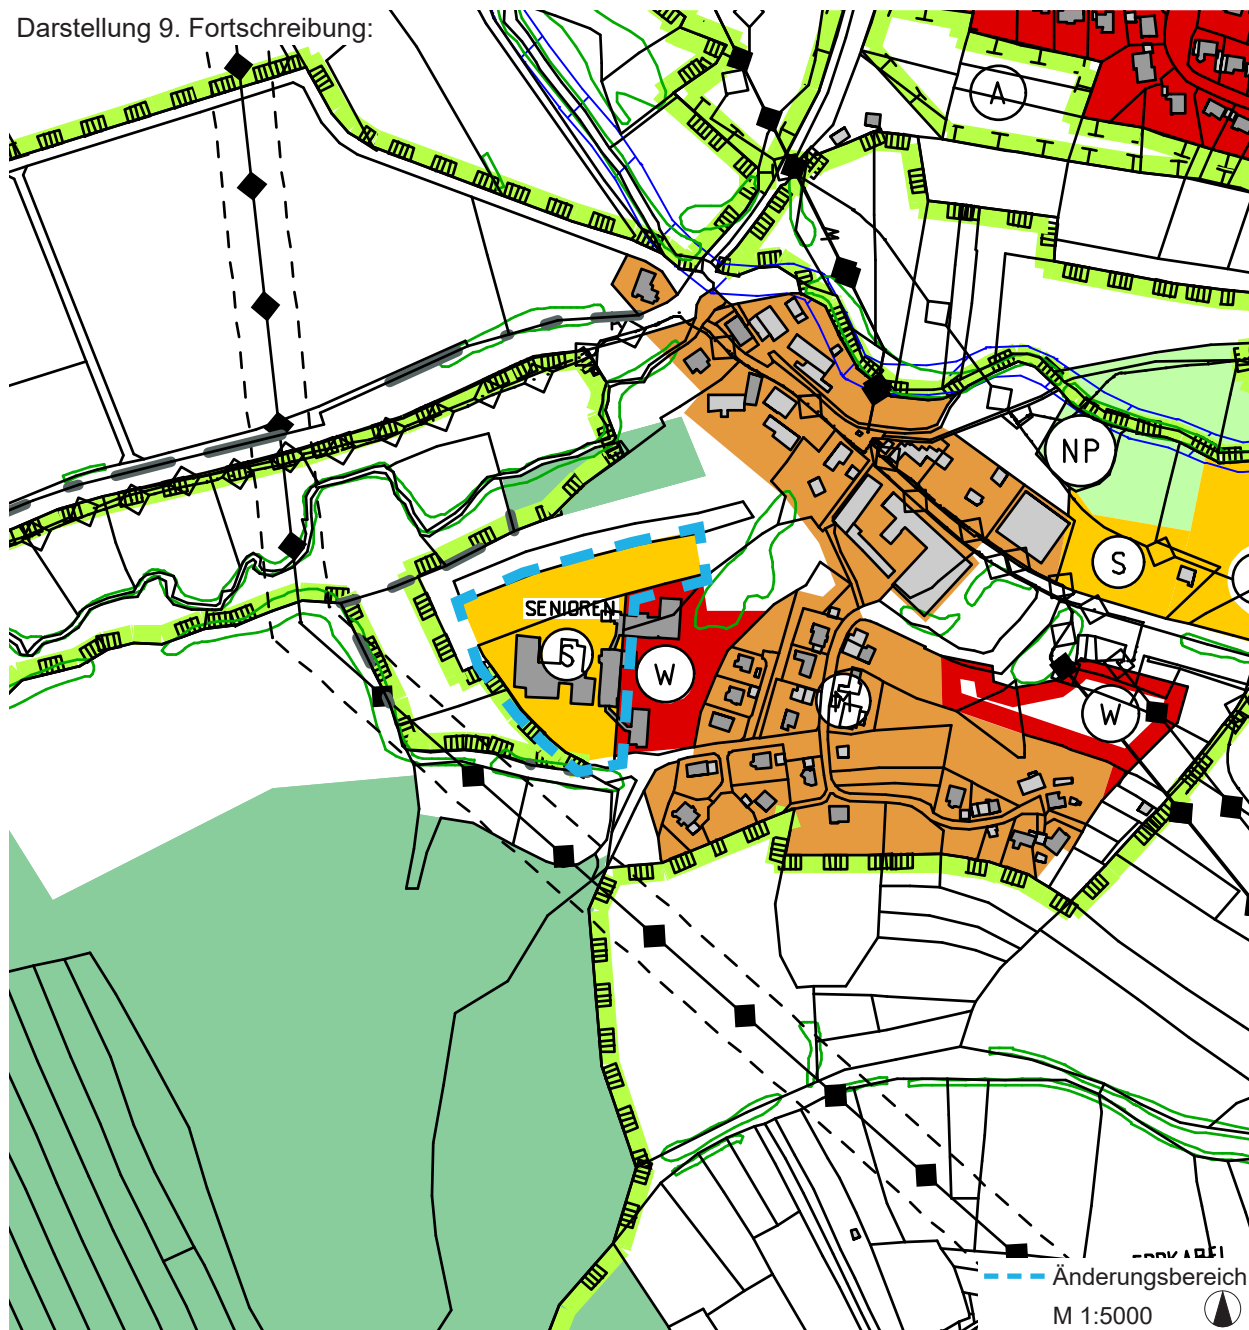 Darstellung 9. Fortschreibung:
A
NP
S
SENIOREN
S
W
M
W
Änderungsbereich
M 1:5000